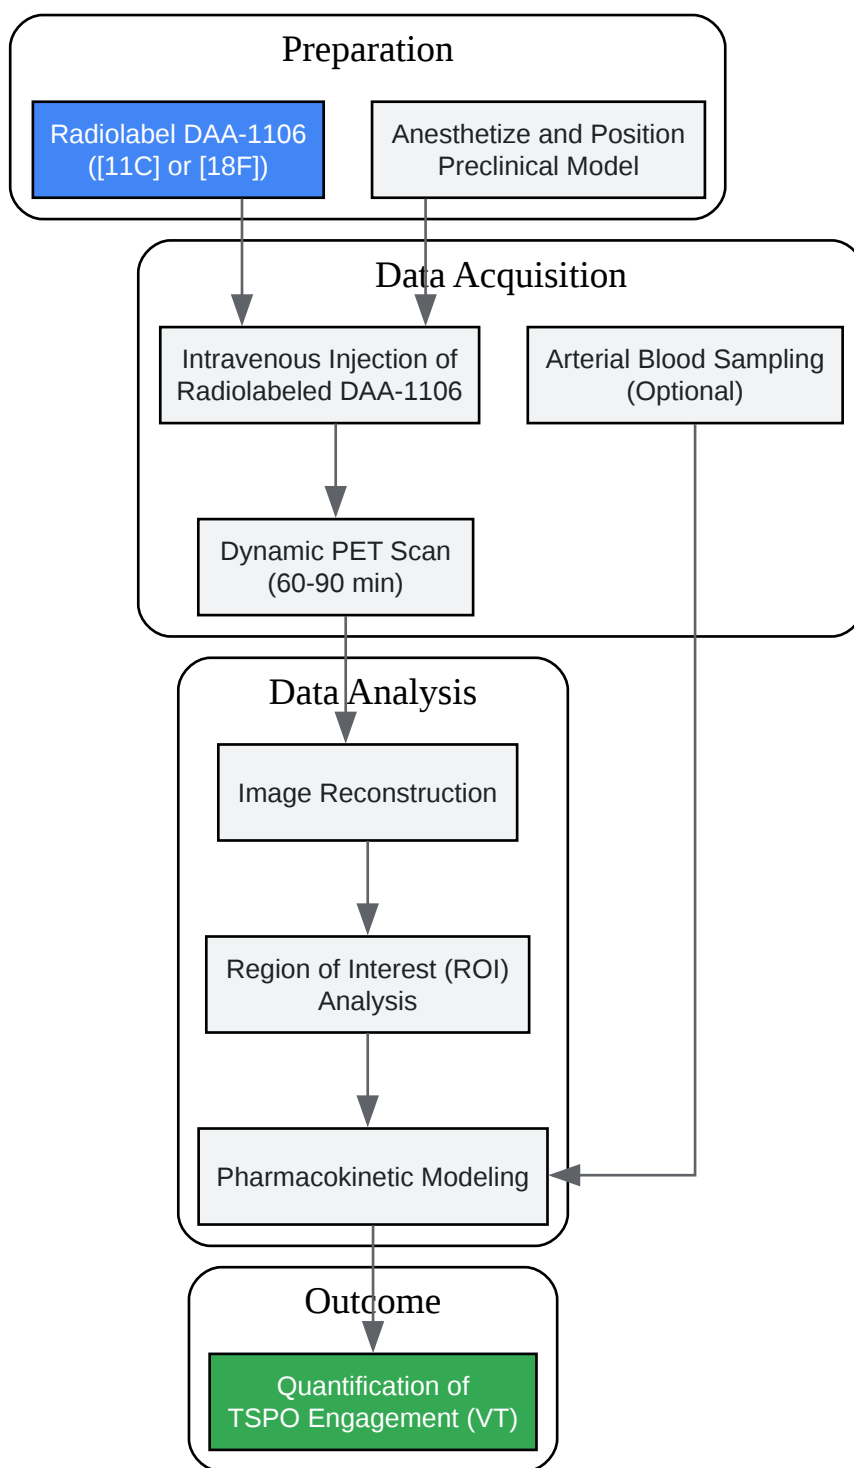 Preparation
Radiolabel DAA-1106
([11C] or [18F])
Anesthetize and Position
Preclinical Model
Data Acquisition
Intravenous Injection of
Radiolabeled DAA-1106
Arterial Blood Sampling
(Optional)
Dynamic PET Scan
(60-90 min)
Data Analysis
Image Reconstruction
Region of Interest (ROI)
Analysis
Pharmacokinetic Modeling
Outcome
Quantification of
TSPO Engagement (VT)